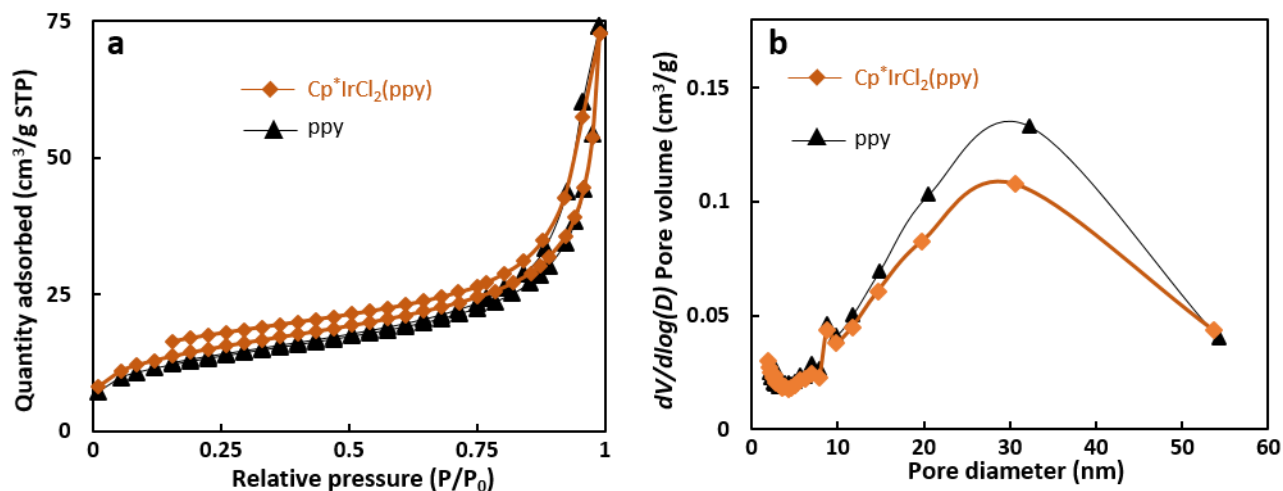 a
Cp*IrCl2(ppy)
ppy
Quantity adsorbed (cm3/g STP)
75
50
25
0
0 0.25 0.5 0.75 1
Relative pressure (P/P0)
b
Cp*IrCl2(ppy)
ppy
dV/dlog(D) Pore volume (cm3/g)
0.15
0.1
0.05
0
0 10 20 30 40 50 60
Pore diameter (nm)